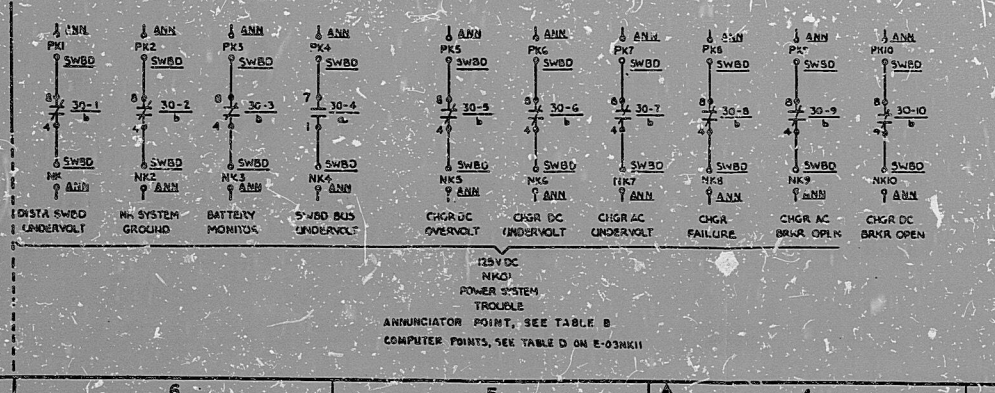 ANN ANN ANN ANN ANN ANN ANN ANN ANN ANN
PK1 PK2 PK3 PK4 PK5 PK6 PK7 PK8 PK10
SWBD SWBD SWBD SWBD SWBD SWBD SWBD SWBD SWBD SWBD
8 8 7 8 8 8 8 8 8
30-1 30-2 30-3 30-4 30-5 30-6 30-7 30-8 30-9 30-10
b b b a b b b b b b
4 4 4 1 4 4 4 4 4 4
SWBD SWBD SWBD SWBD SWBD SWBD SWBD SWBD SWBD SWBD
NK2 NK3 NK4 NK5 NK6 NK7 NK8 NK9 NK10
ANN ANN ANN ANN ANN ANN ANN ANN ANN ANN
DISTR SWBD NK SYSTEM BATTERY SWBD BUS CHGR DC CHGR DC CHGR AC CHGR CHGR AC CHGR DC
UNDERVOLT GROUND MONITOR UNDERVOLT OVERVOLT UNDERVOLT UNDERVOLT FAILURE BRKR OPEN BRKR OPEN
125V DC
NK01
POWER SYSTEM
TROUBLE
ANNUNCIATOR POINT, SEE TABLE B
COMPUTER POINTS, SEE TABLE D ON E-03NK11